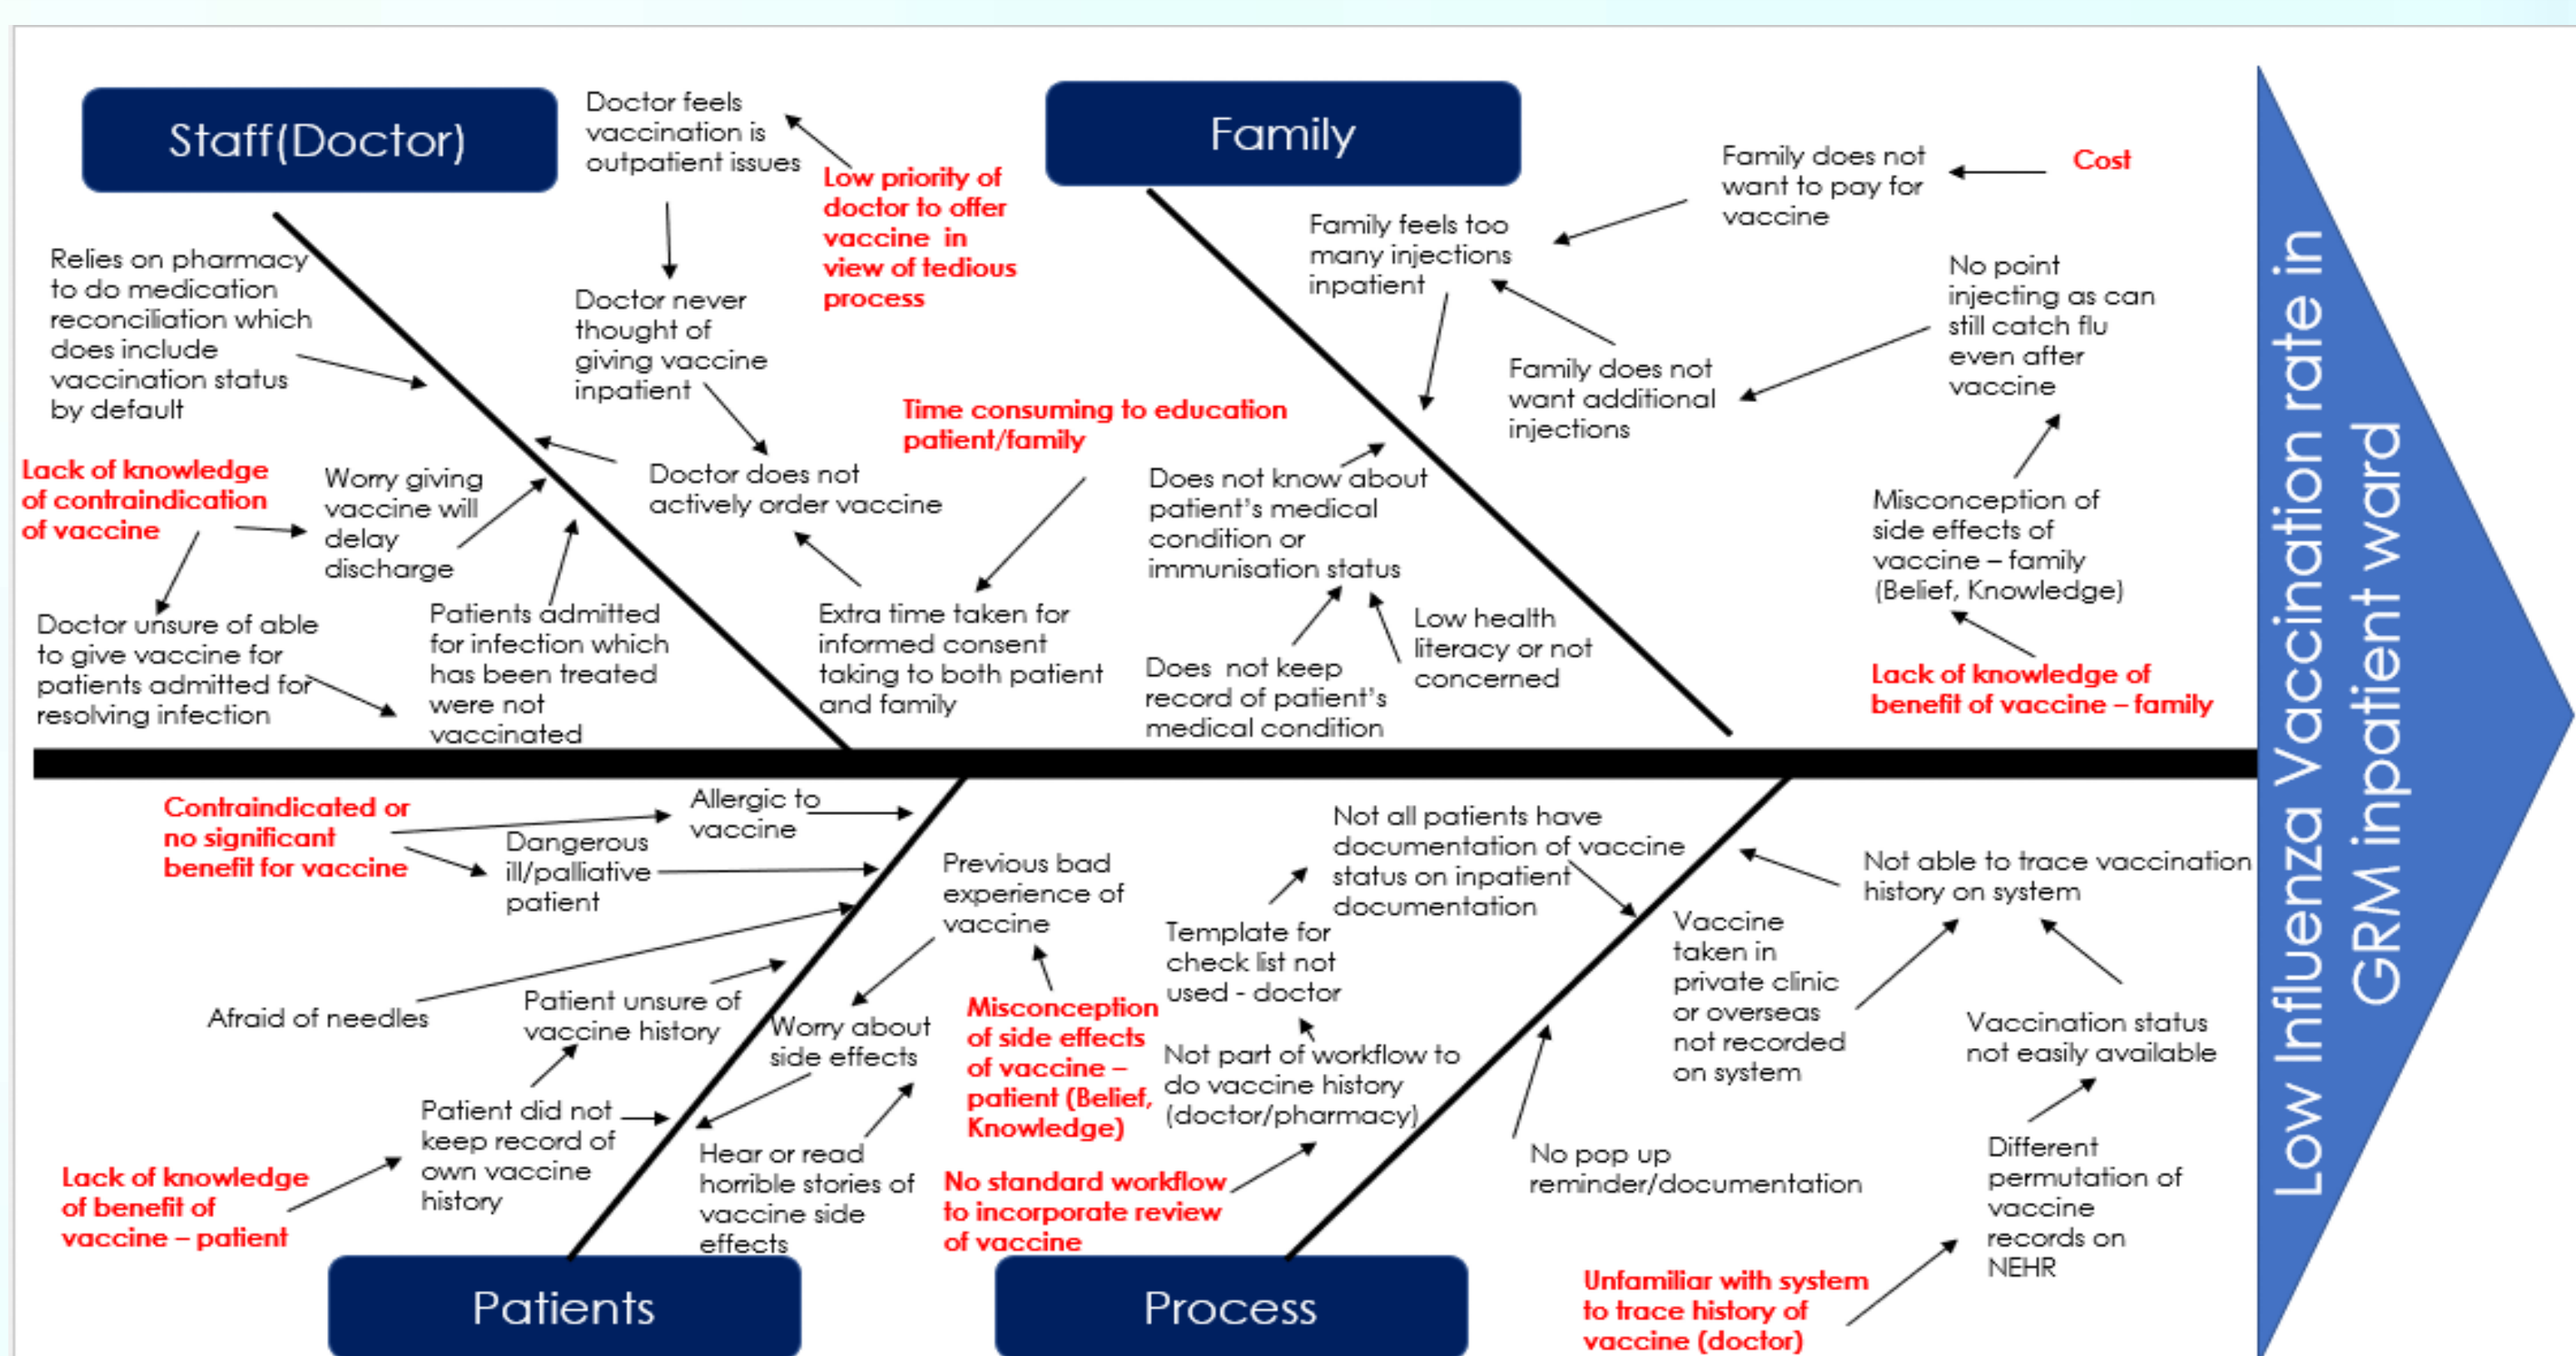 Staff(Doctor)
Doctor feels
vaccination is
outpatient issues
Low priority of
doctor to offer
vaccine in
view of tedious
process
Relies on pharmacy
to do medication
reconciliation which
does include
vaccination status
by default
Doctor never
thought of
giving vaccine
inpatient
Time consuming to education
patient/family
Lack of knowledge
of contraindication
of vaccine
Worry giving
vaccine will
delay
discharge
Doctor does not
actively order vaccine
Doctor unsure of able
to give vaccine for
patients admitted for
resolving infection
Patients admitted
for infection which
has been treated
were not
vaccinated
Extra time taken for
informed consent
taking to both patient
and family
Family
Family does not
want to pay for
vaccine
Cost
Family feels too
many injections
inpatient
No point
injecting as can
still catch flu
even after
vaccine
Family does not
want additional
injections
Does not know about
patient's medical
condition or
immunisation status
Misconception of
side effects of
vaccine – family
(Belief, Knowledge)
Does not keep
record of patient's
medical condition
Low health
literacy or not
concerned
Lack of knowledge of
benefit of vaccine – family
Contraindicated or
no significant
benefit for vaccine
Allergic to
vaccine
Dangerous
ill/palliative
patient
Previous bad
experience of
vaccine
Afraid of needles
Patient unsure of
vaccine history
Worry about
side effects
Misconception
of side effects
of vaccine –
patient (Belief,
Knowledge)
Patient did not
keep record of
own vaccine
history
Lack of knowledge
of benefit of
vaccine – patient
Hear or read
horrible stories of
vaccine side
effects
Patients
Not all patients have
documentation of vaccine
status on inpatient
documentation
Template for
check list not
used - doctor
Not part of workflow to
do vaccine history
(doctor/pharmacy)
No standard workflow
to incorporate review
of vaccine
Not able to trace vaccination
history on system
Vaccine
taken in
private clinic
or overseas
not recorded
on system
Vaccination status
not easily available
No pop up
reminder/documentation
Different
permutation of
vaccine
records on
NEHR
Unfamiliar with system
to trace history of
vaccine (doctor)
Process
Low Influenza Vaccination rate in
GRM inpatient ward